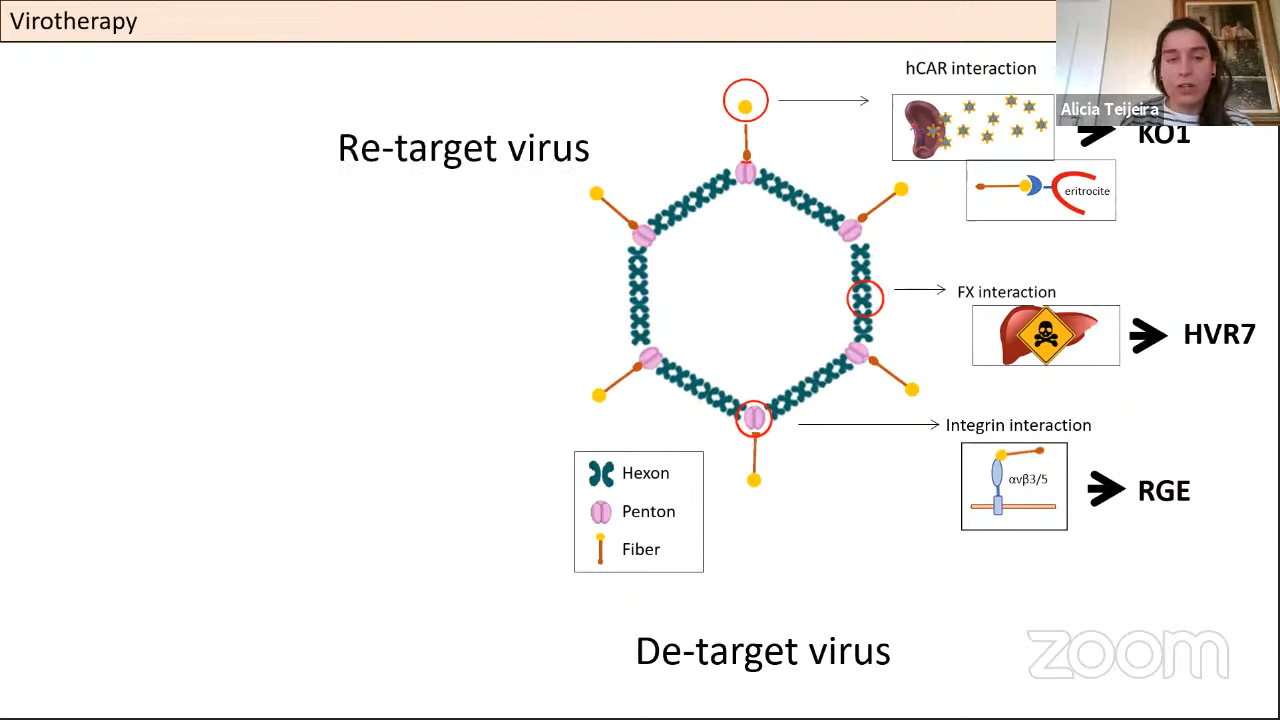 Virotherapy
hCAR interaction
Alicia Teijeira
KO1
Re-target virus
eritrocite
FX interaction
HVR7
Integrin interaction
αvβ3/5
RGE
Hexon
Penton
Fiber
De-target virus
zoom